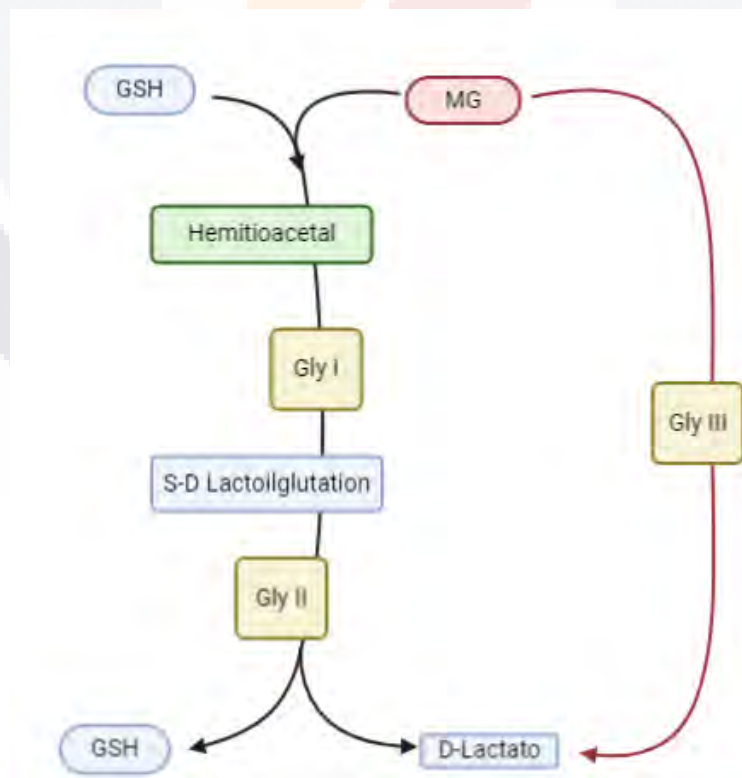 GSH
MG
Hemitioacetal
Gly I
Gly III
S-D Lactoilglutation
Gly II
GSH
D-Lactato